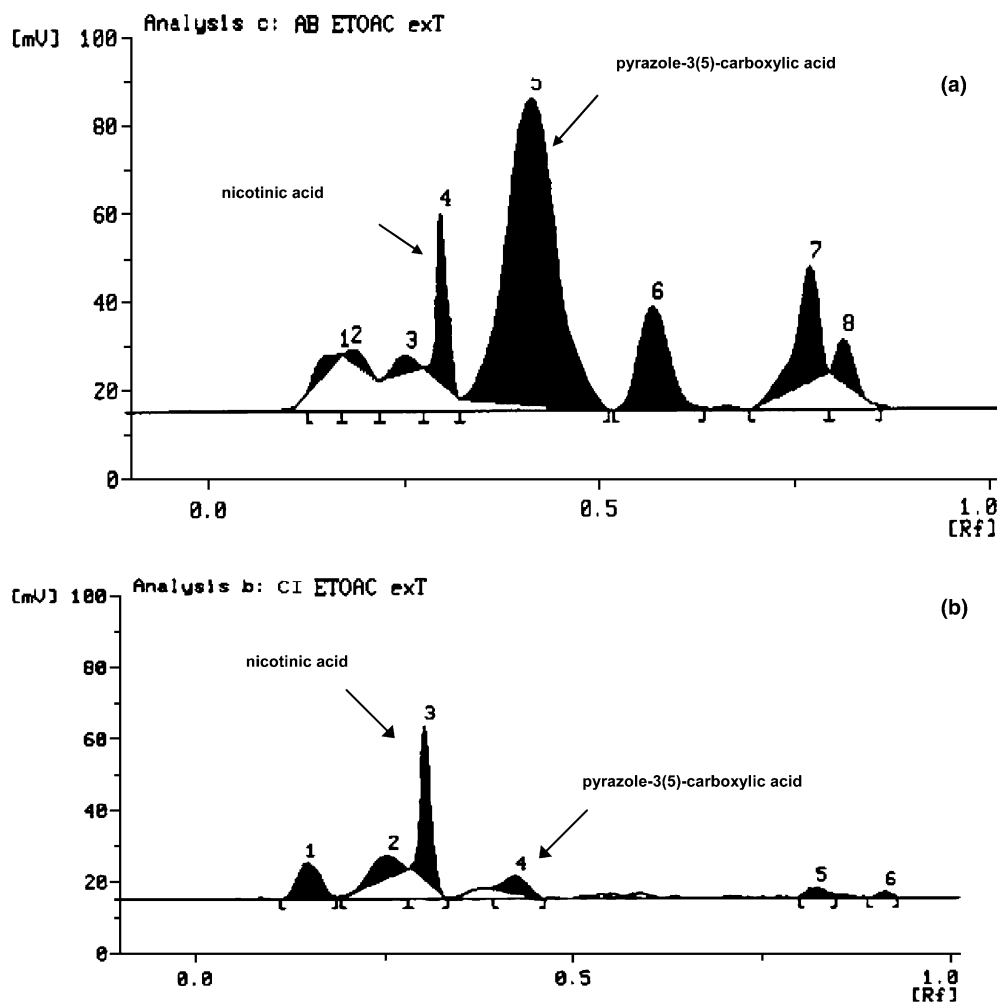 Analysis c: AB ETOAC exT
[mV] 100
pyrazole-3(5)-carboxylic acid
(a)
5
80
nicotinic acid
4
60
7
6
40
8
1 2
3
20
0
0.0
0.5
1.0
[Rf]
Analysis b: CI ETOAC exT
[mV] 100
(b)
nicotinic acid
80
3
60
pyrazole-3(5)-carboxylic acid
40
1
2
4
5
6
20
0
0.0
0.5
1.0
[Rf]